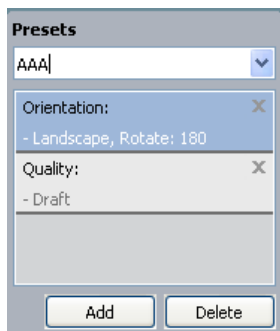 Presets
AAA
Orientation:
- Landscape, Rotate: 180
Quality:
- Draft
Add
Delete